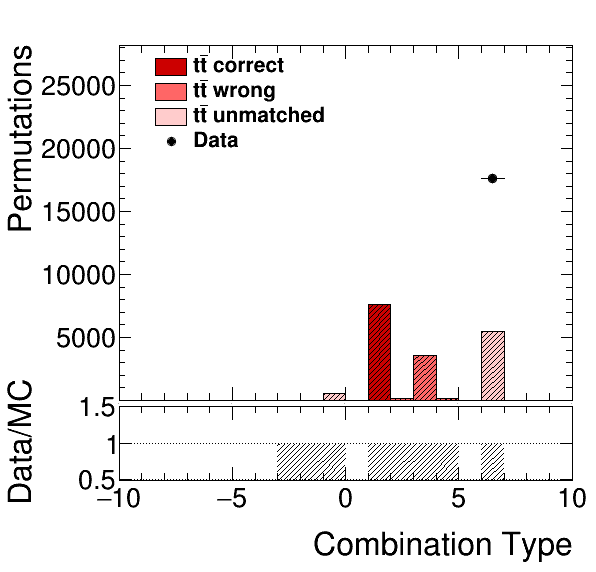 tt̄ correct
tt̄ wrong
tt̄ unmatched
Data
Permutations
25000
20000
15000
10000
5000
Data/MC
1.5
1
0.5
−10 −5 0 5 10
Combination Type